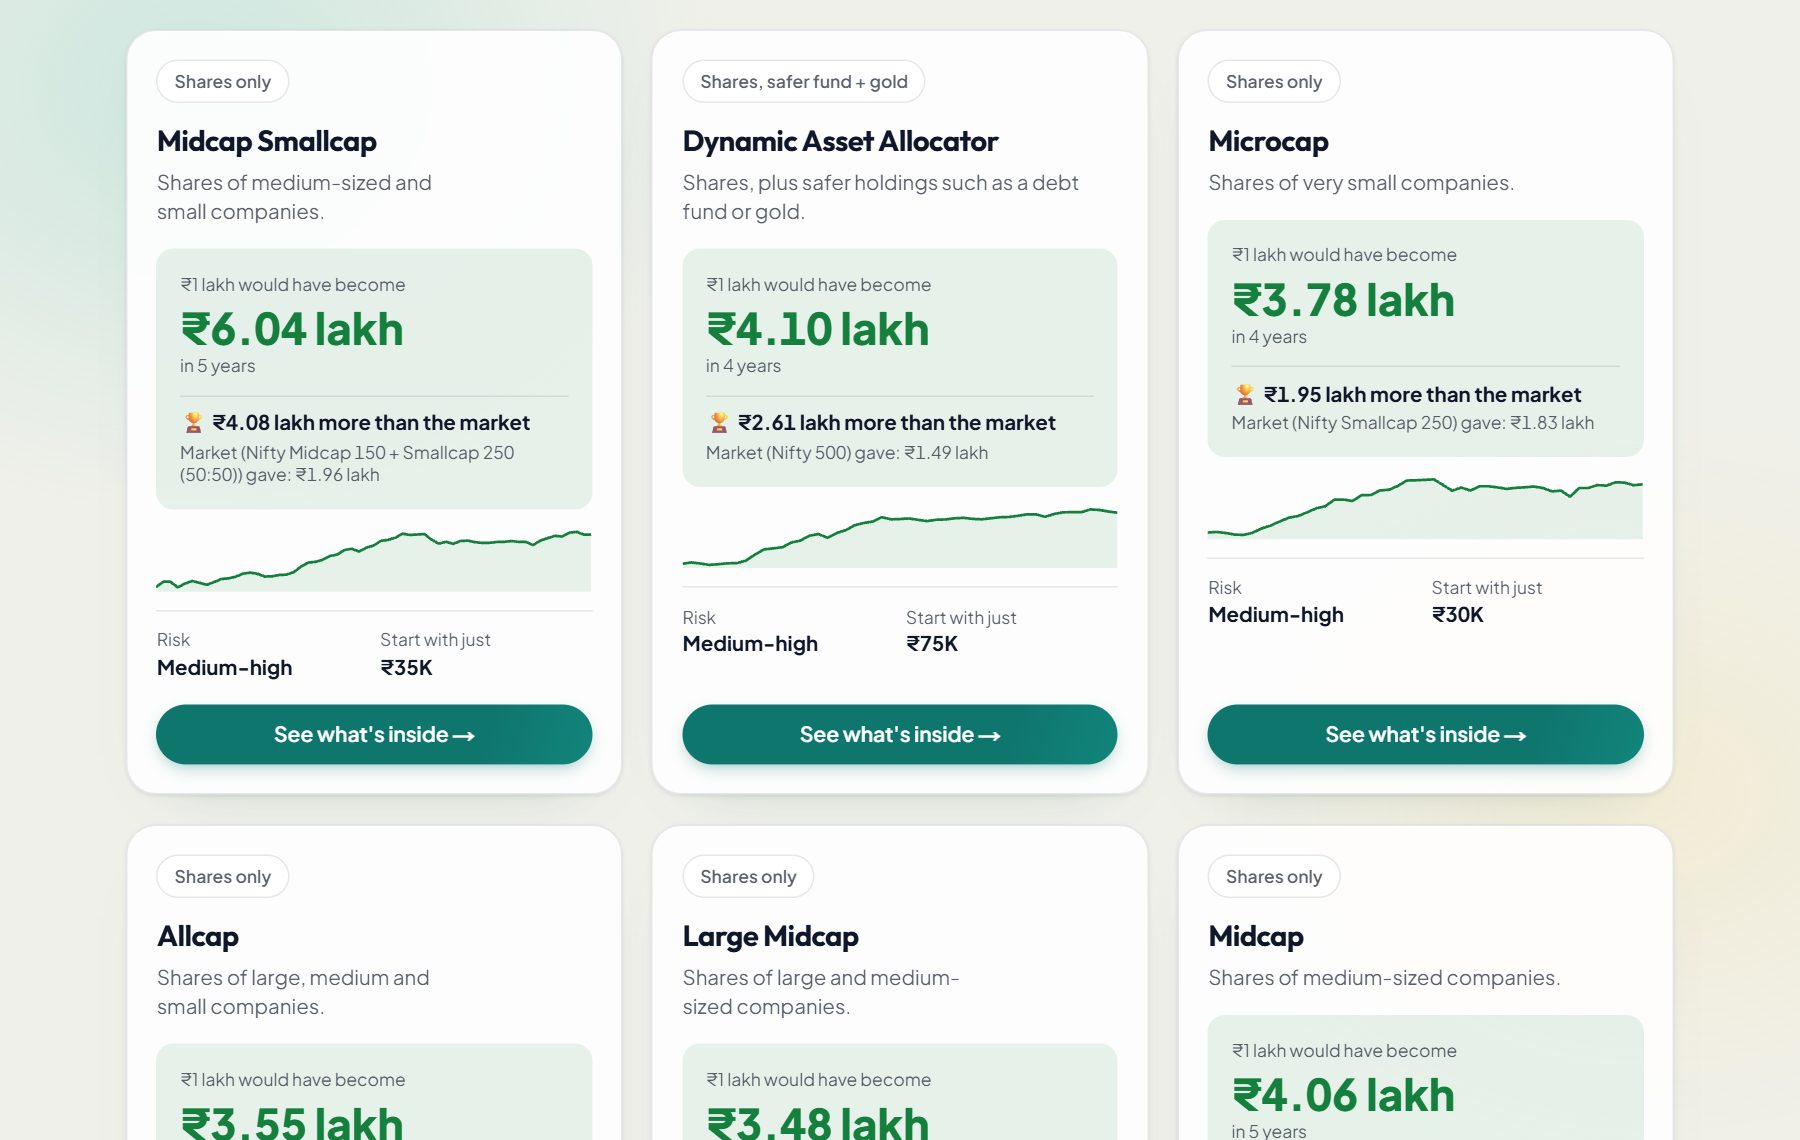 Shares only
Midcap Smallcap
Shares of medium-sized and
small companies.
₹1 lakh would have become
₹6.04 lakh
in 5 years
₹4.08 lakh more than the market
Market (Nifty Midcap 150 + Smallcap 250
(50:50)) gave: ₹1.96 lakh
Risk
Medium-high
Start with just
₹35K
See what's inside →
Shares, safer fund + gold
Dynamic Asset Allocator
Shares, plus safer holdings such as a debt
fund or gold.
₹1 lakh would have become
₹4.10 lakh
in 4 years
₹2.61 lakh more than the market
Market (Nifty 500) gave: ₹1.49 lakh
Risk
Medium-high
Start with just
₹75K
See what's inside →
Shares only
Microcap
Shares of very small companies.
₹1 lakh would have become
₹3.78 lakh
in 4 years
₹1.95 lakh more than the market
Market (Nifty Smallcap 250) gave: ₹1.83 lakh
Risk
Medium-high
Start with just
₹30K
See what's inside →
Shares only
Allcap
Shares of large, medium and
small companies.
₹1 lakh would have become
₹3.55 lakh
Shares only
Large Midcap
Shares of large and medium-
sized companies.
₹1 lakh would have become
₹3.48 lakh
Shares only
Midcap
Shares of medium-sized companies.
₹1 lakh would have become
₹4.06 lakh
in 5 years